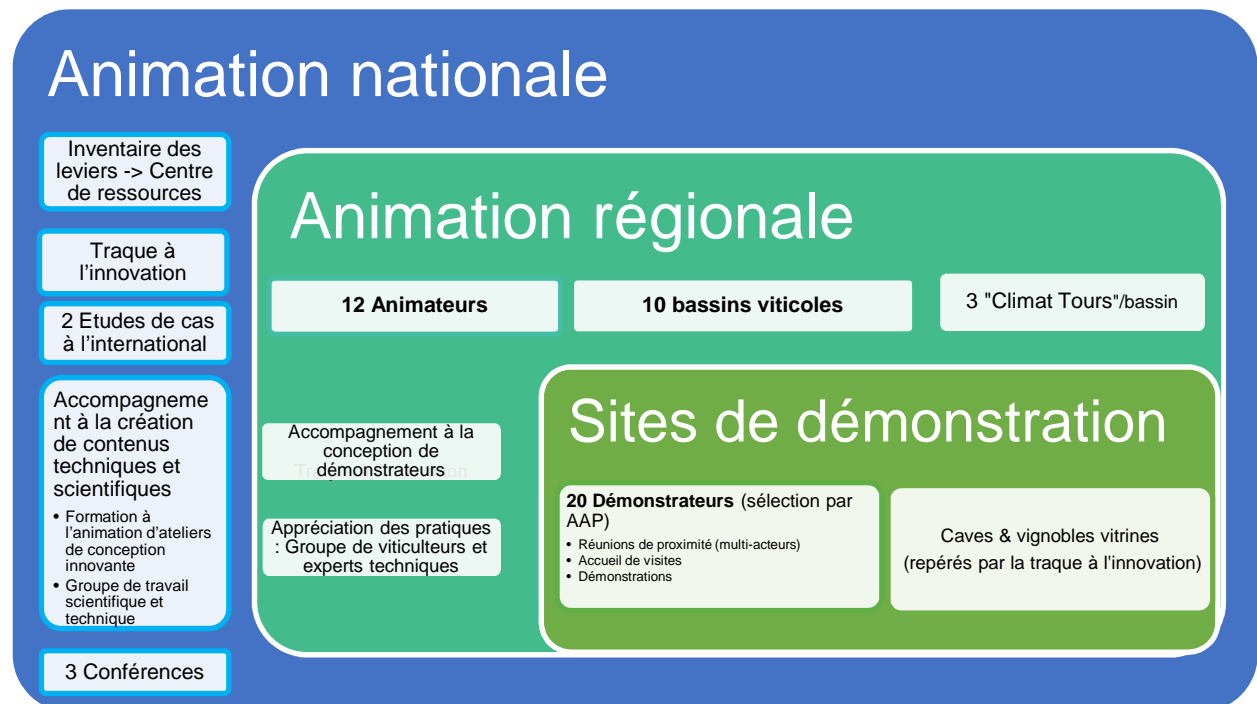 Animation nationale
Inventaire des
leviers -> Centre
de ressources
Traque à
l'innovation
2 Etudes de cas
à l'international
Accompagneme
nt à la création
de contenus
techniques et
scientifiques
• Formation à
l'animation d'ateliers
de conception
innovante
• Groupe de travail
scientifique et
technique
3 Conférences
Animation régionale
12 Animateurs
10 bassins viticoles
3 "Climat Tours"/bassin
Accompagnement à la
conception de
démonstrateurs
Appréciation des pratiques
: Groupe de viticulteurs et
experts techniques
Sites de démonstration
20 Démonstrateurs (sélection par
AAP)
• Réunions de proximité (multi-acteurs)
• Accueil de visites
• Démonstrations
Caves & vignobles vitrines
(repérés par la traque à l'innovation)